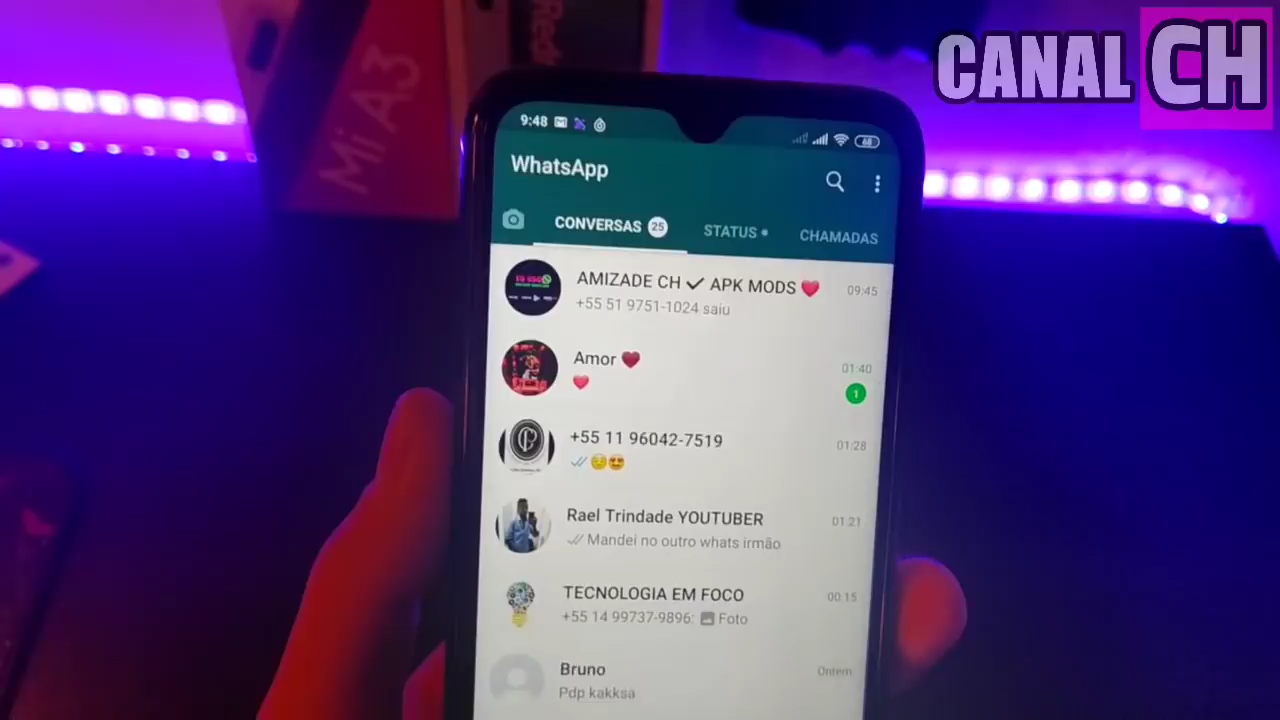 CANAL CH
Mi A3
Red
9:48
68
WhatsApp
CONVERSAS 25 STATUS CHAMADAS
AMIZADE CH ✓ APK MODS ❤️ 09:45
+55 51 9751-1024 saiu
Amor ❤️ 01:40
❤️ 1
+55 11 96042-7519 01:28
😔😍
Rael Trindade YOUTUBER 01:21
Mandei no outro whats irmão
TECNOLOGIA EM FOCO 00:15
+55 14 99737-9896: Foto
Bruno Ontem
Pdp kakksa